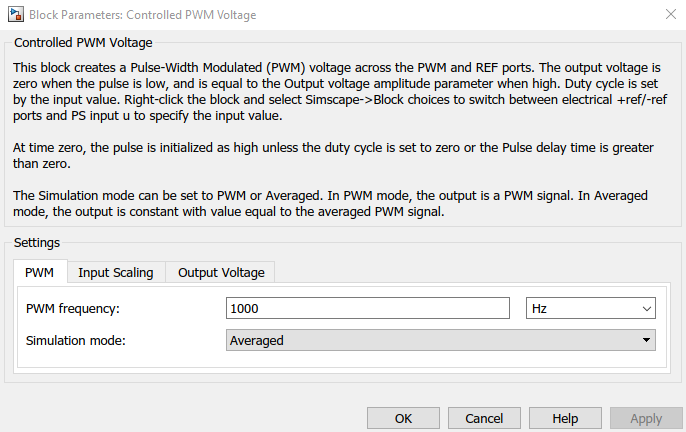 Block Parameters: Controlled PWM Voltage
Controlled PWM Voltage
This block creates a Pulse-Width Modulated (PWM) voltage across the PWM and REF ports. The output voltage is
zero when the pulse is low, and is equal to the Output voltage amplitude parameter when high. Duty cycle is set
by the input value. Right-click the block and select Simscape->Block choices to switch between electrical +ref/-ref
ports and PS input u to specify the input value.
At time zero, the pulse is initialized as high unless the duty cycle is set to zero or the Pulse delay time is greater
than zero.
The Simulation mode can be set to PWM or Averaged. In PWM mode, the output is a PWM signal. In Averaged
mode, the output is constant with value equal to the averaged PWM signal.
Settings
PWM Input Scaling Output Voltage
PWM frequency: 1000 Hz
Simulation mode: Averaged
OK Cancel Help Apply